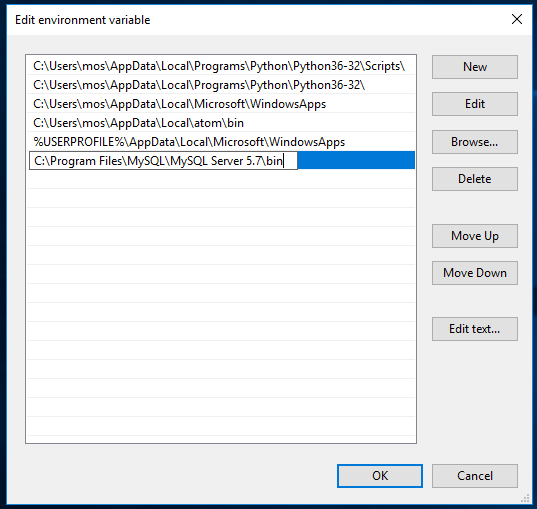 Edit environment variable
C:\Users\mos\AppData\Local\Programs\Python\Python36-32\Scripts\
C:\Users\mos\AppData\Local\Programs\Python\Python36-32\
C:\Users\mos\AppData\Local\Microsoft\WindowsApps
C:\Users\mos\AppData\Local\atom\bin
%USERPROFILE%\AppData\Local\Microsoft\WindowsApps
C:\Program Files\MySQL\MySQL Server 5.7\bin
New
Edit
Browse...
Delete
Move Up
Move Down
Edit text...
OK
Cancel